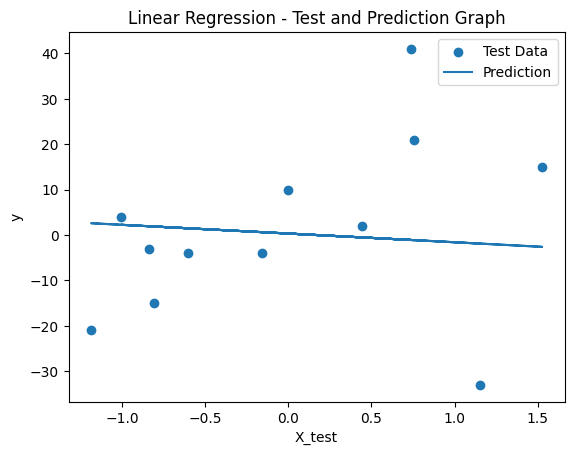 Linear Regression - Test and Prediction Graph
Test Data
Prediction
40
30
20
10
0
−10
−20
−30
y
−1.0
−0.5
0.0
0.5
1.0
1.5
X_test